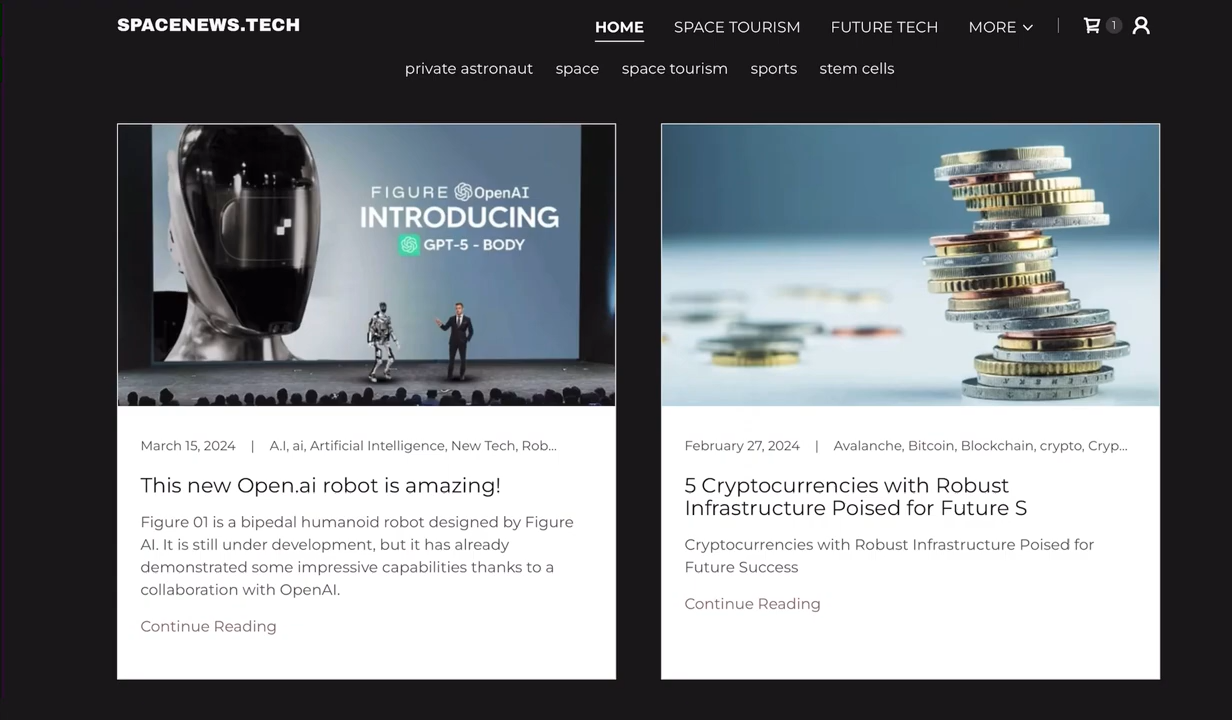 SPACENEWS.TECH
HOME SPACE TOURISM FUTURE TECH MORE 1
private astronaut space space tourism sports stem cells
FIGURE OpenAI
INTRODUCING
GPT-5 - BODY
March 15, 2024 | A.I, ai, Artificial Intelligence, New Tech, Rob...
This new Open.ai robot is amazing!
Figure 01 is a bipedal humanoid robot designed by Figure
AI. It is still under development, but it has already
demonstrated some impressive capabilities thanks to a
collaboration with OpenAI.
Continue Reading
February 27, 2024 | Avalanche, Bitcoin, Blockchain, crypto, Cryp...
5 Cryptocurrencies with Robust
Infrastructure Poised for Future S
Cryptocurrencies with Robust Infrastructure Poised for
Future Success
Continue Reading